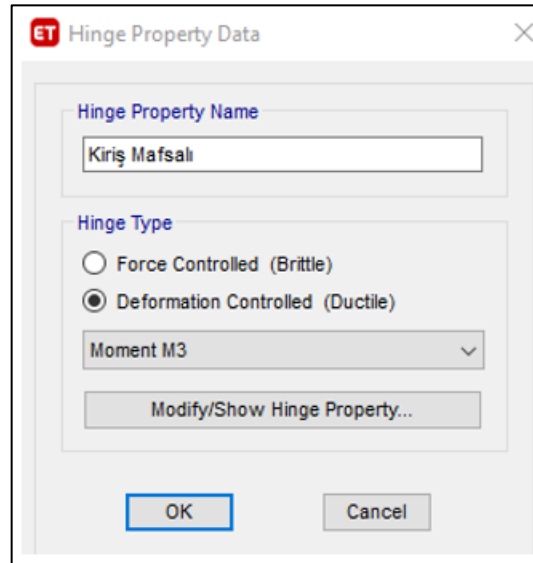 ET Hinge Property Data
Hinge Property Name
Kiriş Mafsalı
Hinge Type
Force Controlled (Brittle)
Deformation Controlled (Ductile)
Moment M3
Modify/Show Hinge Property...
OK Cancel